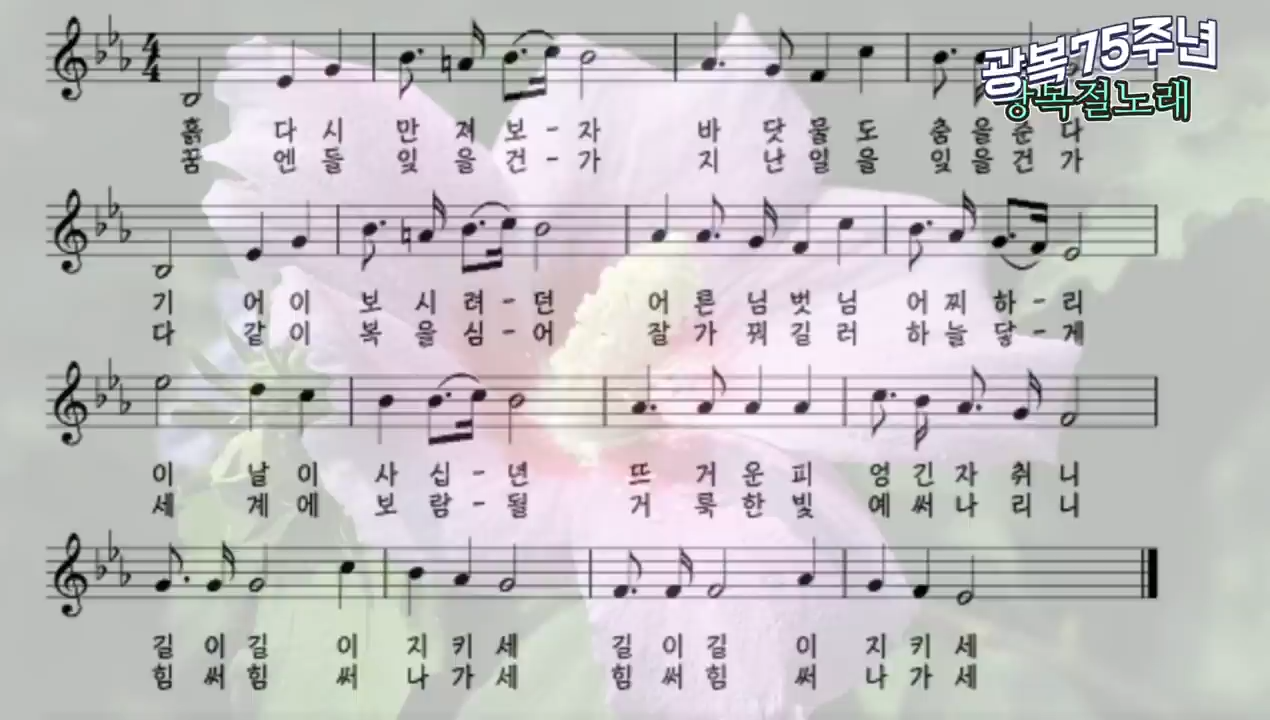 광복75주년
광복절노래
흙 다시 만져 보-자 바닷물도 춤을춘다
꿈 엔들 잊을건-가 지난일을 잊을건가
기 어이 보시려-던 어른님벗님 어찌하-리
다 같이 복을심-어 잘가꿔길러 하늘닿-게
이 날이 사십-년 뜨거운피 엉긴자취니
세 계에 보람-될 거룩한빛 예써나리니
길이길 이 지키세 길이길 이 지키세
힘써힘 써 나가세 힘써힘 써 나가세